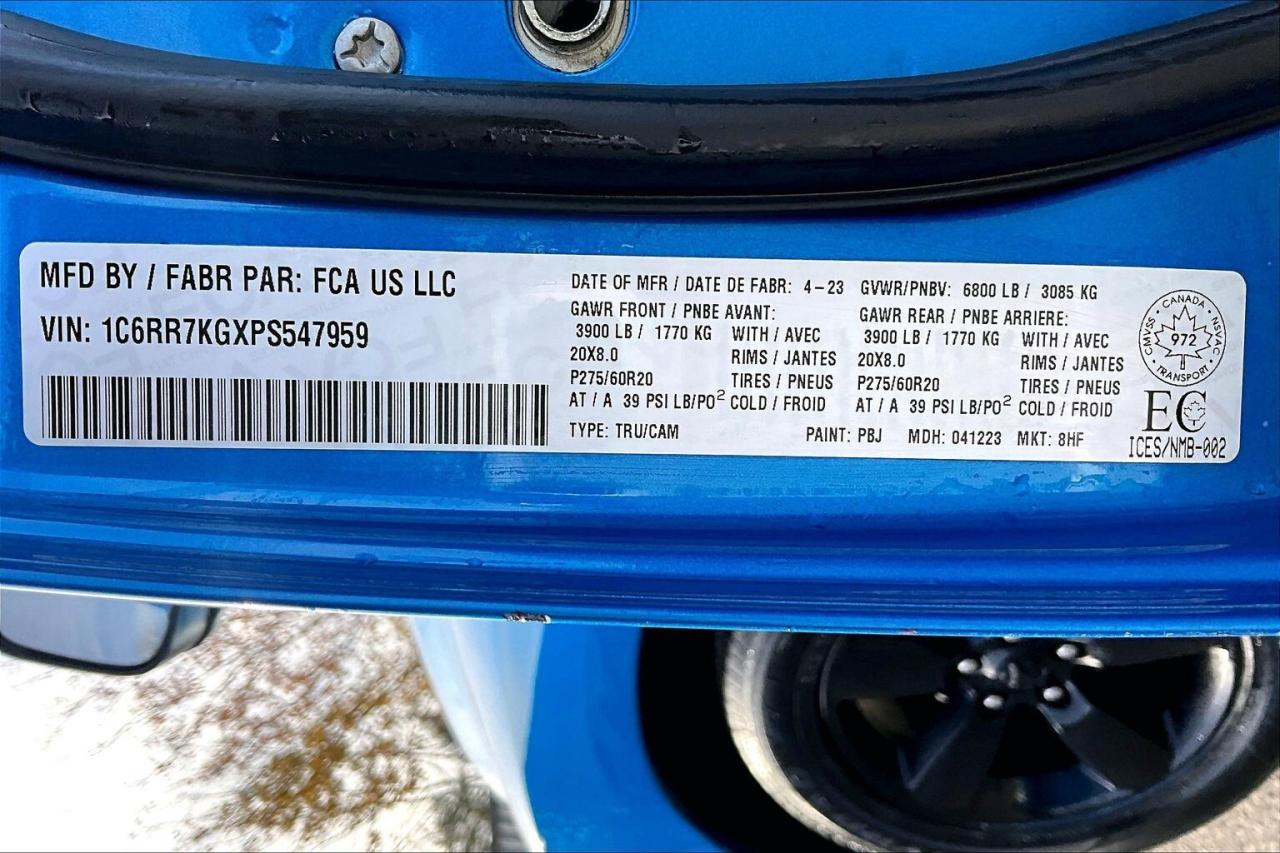 MFD BY / FABR PAR: FCA US LLC
VIN: 1C6RR7KGXPS547959
DATE OF MFR / DATE DE FABR: 4-23 GVWR/PNBV: 6800 LB / 3085 KG
GAWR FRONT / PNBE AVANT:
3900 LB / 1770 KG WITH / AVEC
20X8.0 RIMS / JANTES
P275/60R20 TIRES / PNEUS
AT / A 39 PSI LB/PO² COLD / FROID
GAWR REAR / PNBE ARRIERE:
3900 LB / 1770 KG WITH / AVEC
20X8.0 RIMS / JANTES
P275/60R20 TIRES / PNEUS
AT / A 39 PSI LB/PO² COLD / FROID
TYPE: TRU/CAM PAINT: PBJ MDH: 041223 MKT: 8HF
CANADA
CMVSS 972 NSVAC
TRANSPORT
EC
ICES/NMB-002